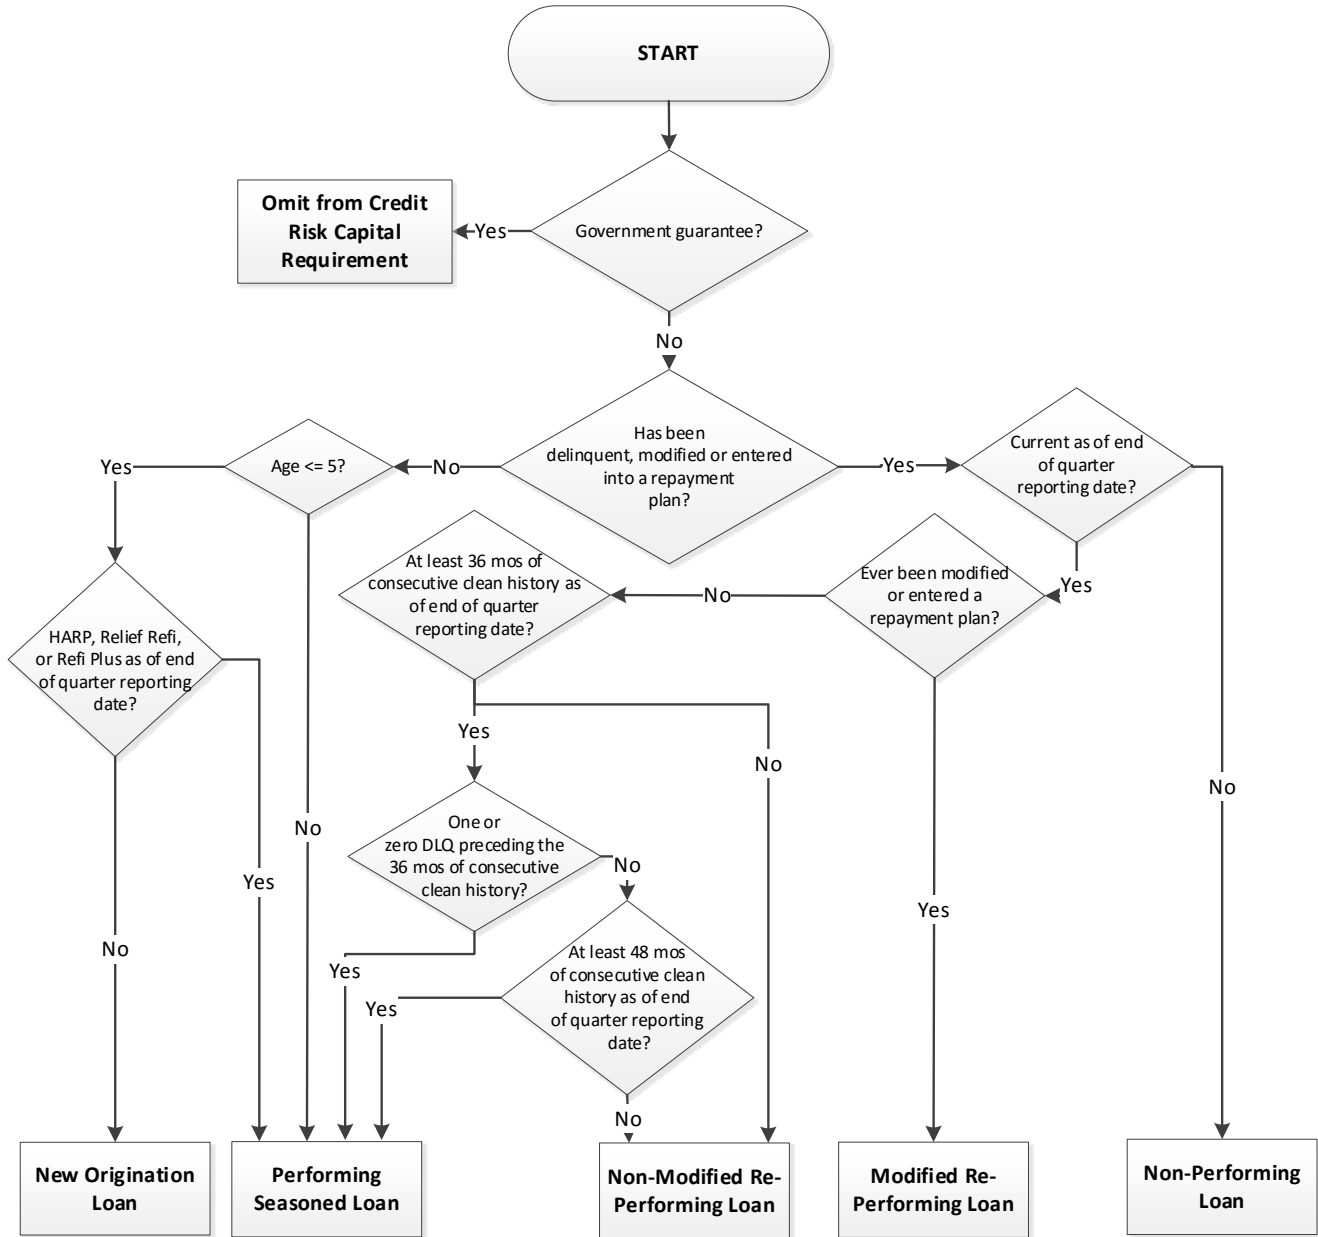 START
Government guarantee?
Yes
Omit from Credit
Risk Capital
Requirement
No
Has been
delinquent, modified or entered
into a repayment
plan?
No
Yes
Age <= 5?
Yes
Current as of end
of quarter
reporting date?
Yes
At least 36 mos of
consecutive clean history as
of end of quarter
reporting date?
No
Ever been modified
or entered a
repayment plan?
HARP, Relief Refi,
or Refi Plus as of end
of quarter reporting
date?
Yes
No
No
No
One or
zero DLQ preceding the
36 mos of consecutive
clean history?
No
Yes
Yes
No
At least 48 mos
of consecutive clean
history as of end
of quarter reporting
date?
Yes
Yes
No
New Origination
Loan
Performing
Seasoned Loan
Non-Modified Re-
Performing Loan
Modified Re-
Performing Loan
Non-Performing
Loan